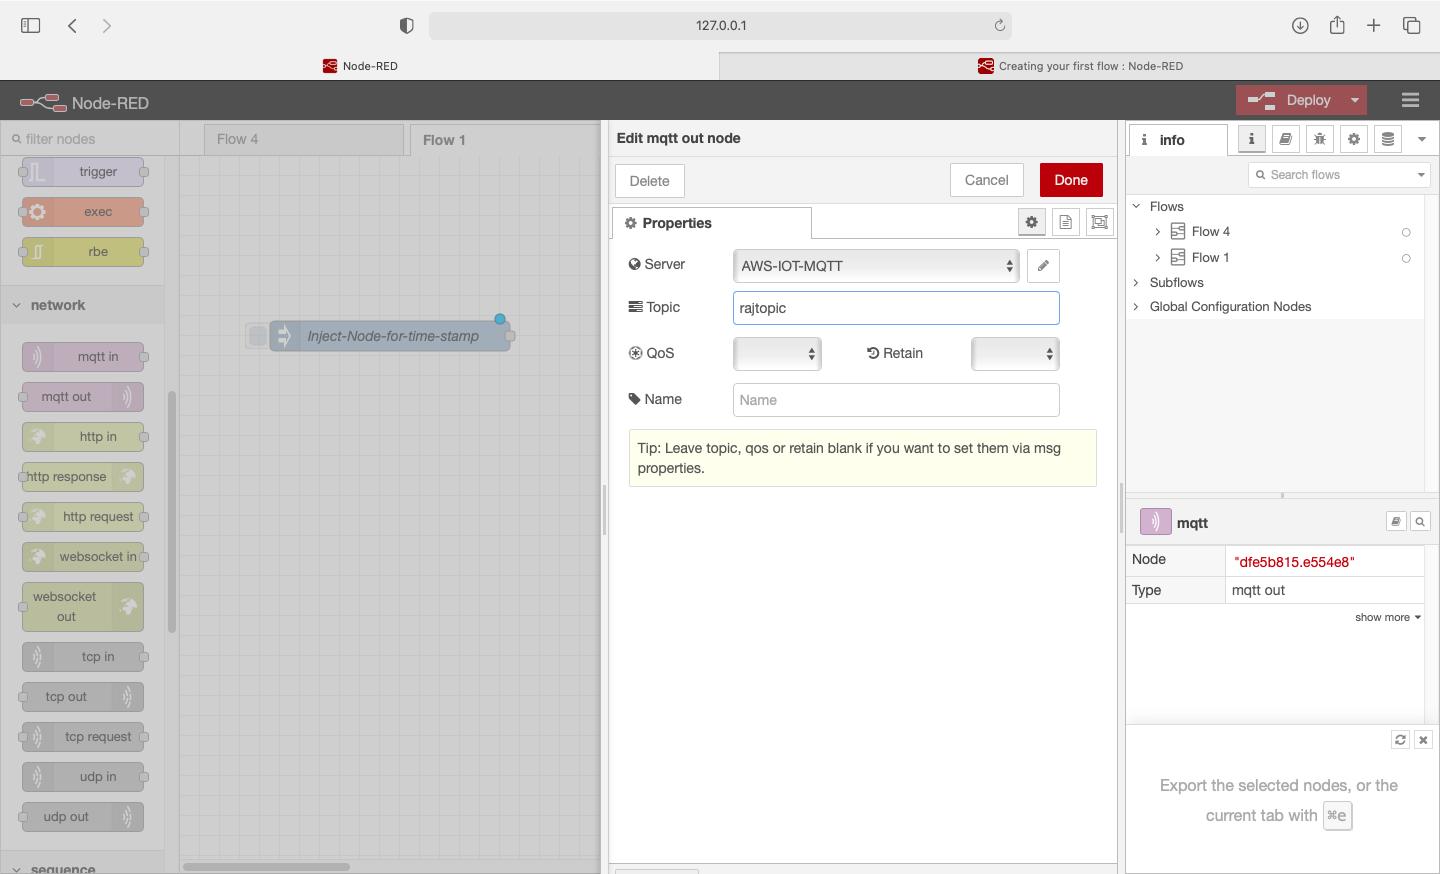 127.0.0.1
Node-RED
Creating your first flow : Node-RED
Node-RED
Deploy
filter nodes
trigger
exec
rbe
network
mqtt in
mqtt out
http in
http response
http request
websocket in
websocket
out
tcp in
tcp out
tcp request
udp in
udp out
sequence
Flow 4
Flow 1
Inject-Node-for-time-stamp
Edit mqtt out node
Delete
Cancel
Done
Properties
Server
AWS-IOT-MQTT
Topic
rajtopic
QoS
Retain
Name
Name
Tip: Leave topic, qos or retain blank if you want to set them via msg
properties.
i info
i
Search flows
Flows
Flow 4
Flow 1
Subflows
Global Configuration Nodes
mqtt
Node "dfe5b815.e554e8"
Type mqtt out
show more
Export the selected nodes, or the
current tab with ⌘e